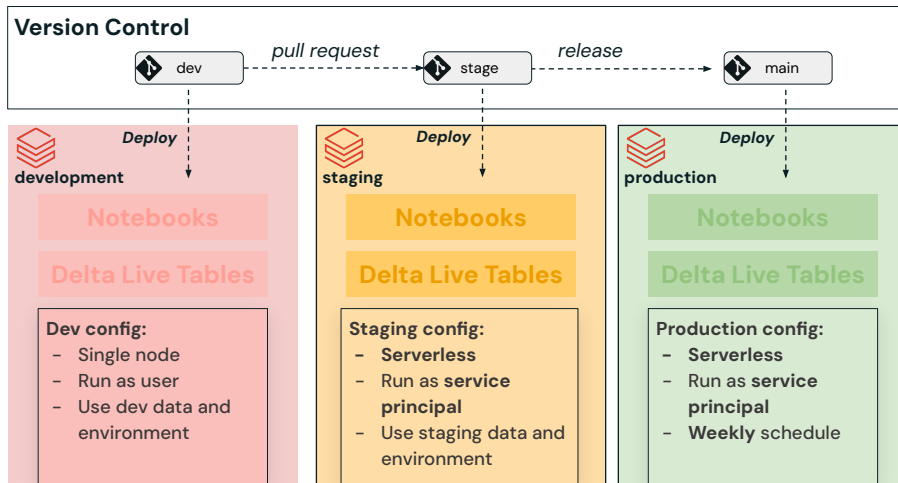 Version Control
pull request
release
dev
stage
main
Deploy
Deploy
Deploy
development
Notebooks
Delta Live Tables
Dev config:
- Single node
- Run as user
- Use dev data and
environment
staging
Notebooks
Delta Live Tables
Staging config:
- Serverless
- Run as service
principal
- Use staging data and
environment
production
Notebooks
Delta Live Tables
Production config:
- Serverless
- Run as service
principal
- Weekly schedule